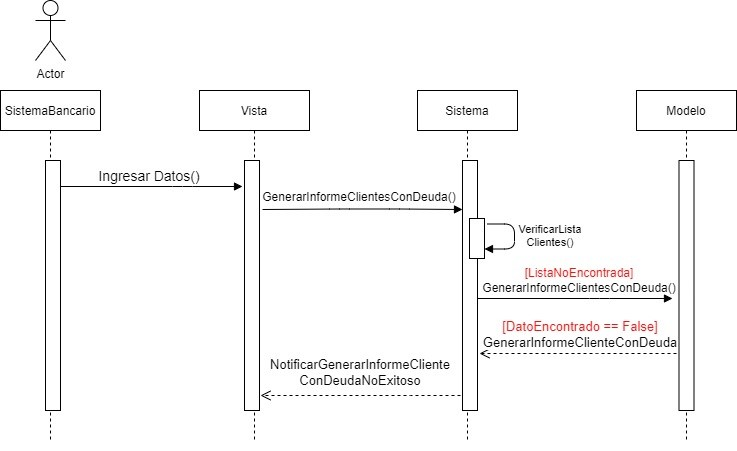 Actor
SistemaBancario
Vista
Sistema
Modelo
Ingresar Datos()
GenerarInformeClientesConDeuda()
VerificarLista
Clientes()
[ListaNoEncontrada]
GenerarInformeClientesConDeuda()
[DatoEncontrado == False]
GenerarInformeClienteConDeuda
NotificarGenerarInformeCliente
ConDeudaNoExitoso